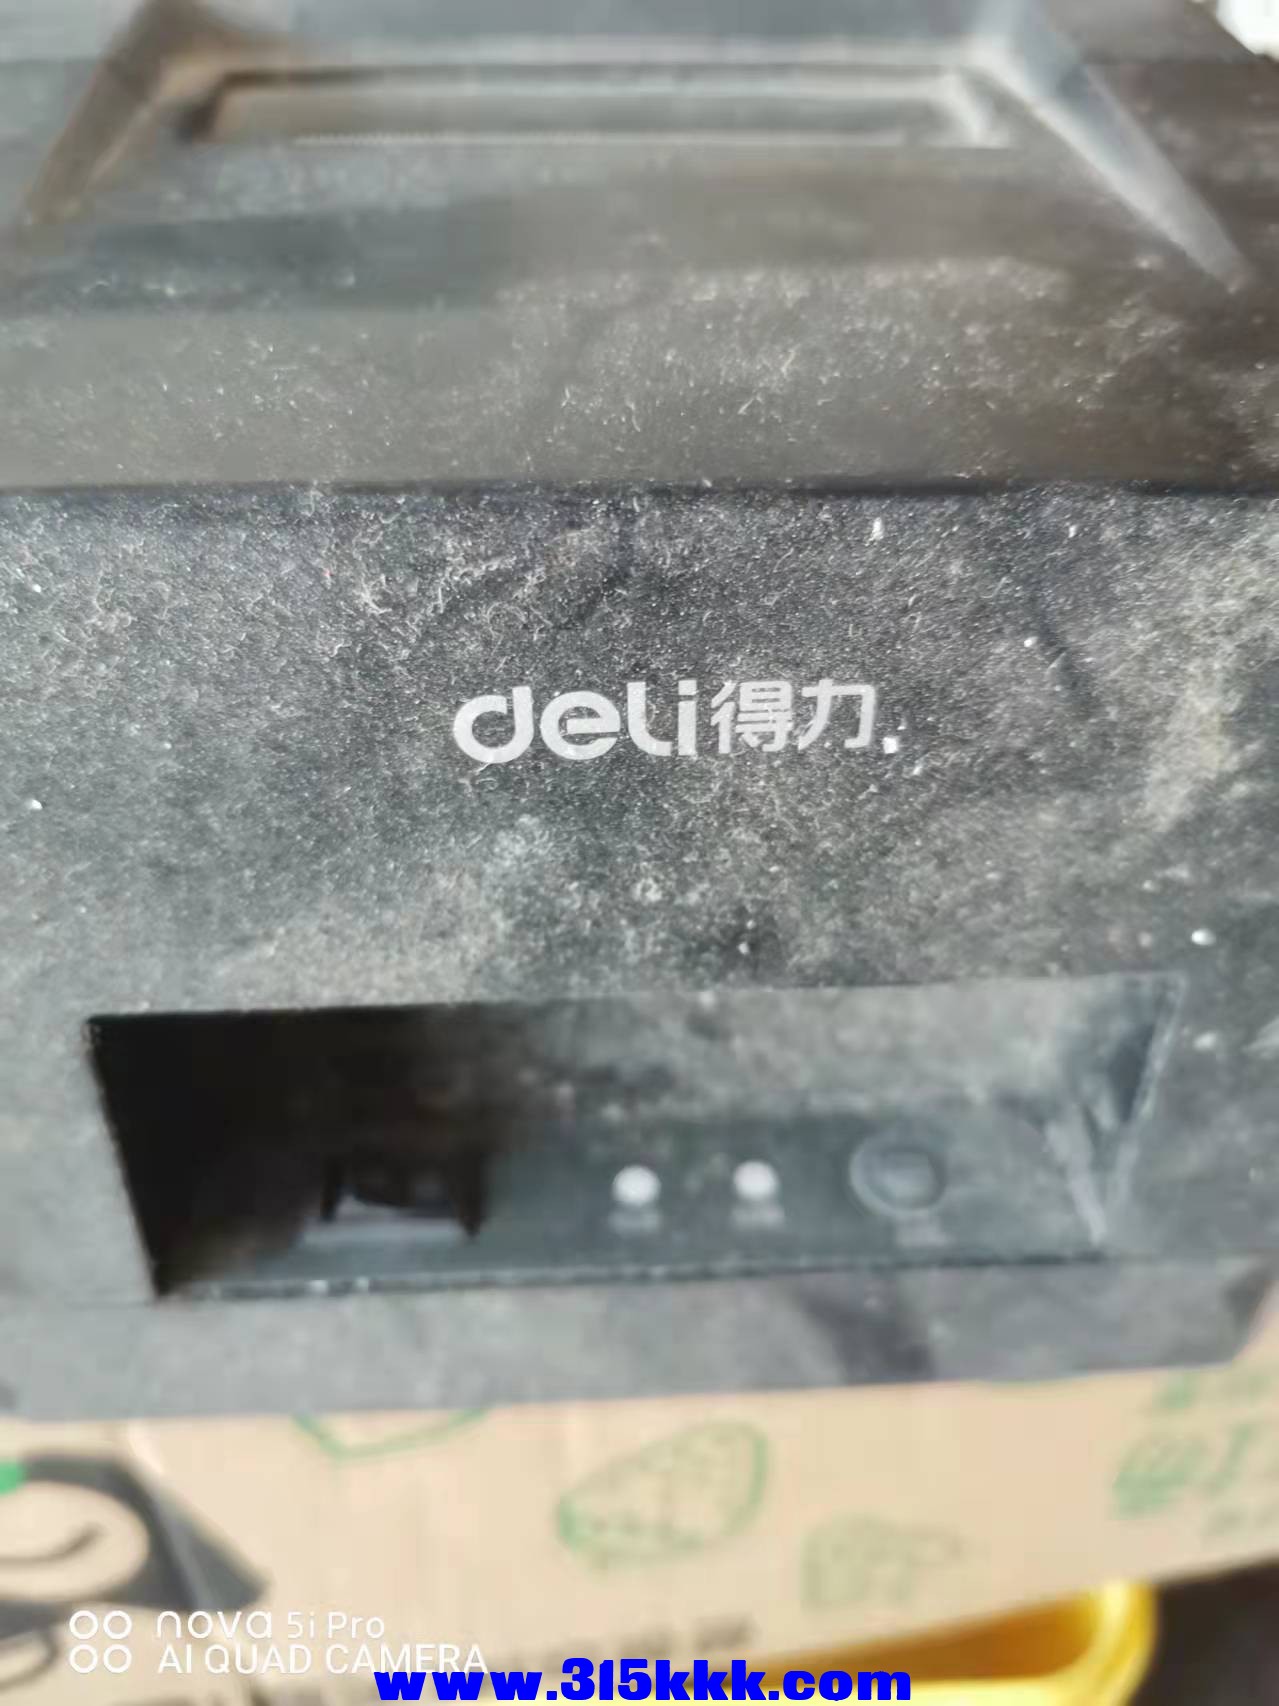 deli得力
nova 5i Pro
AI QUAD CAMERA
www.315kkk.com